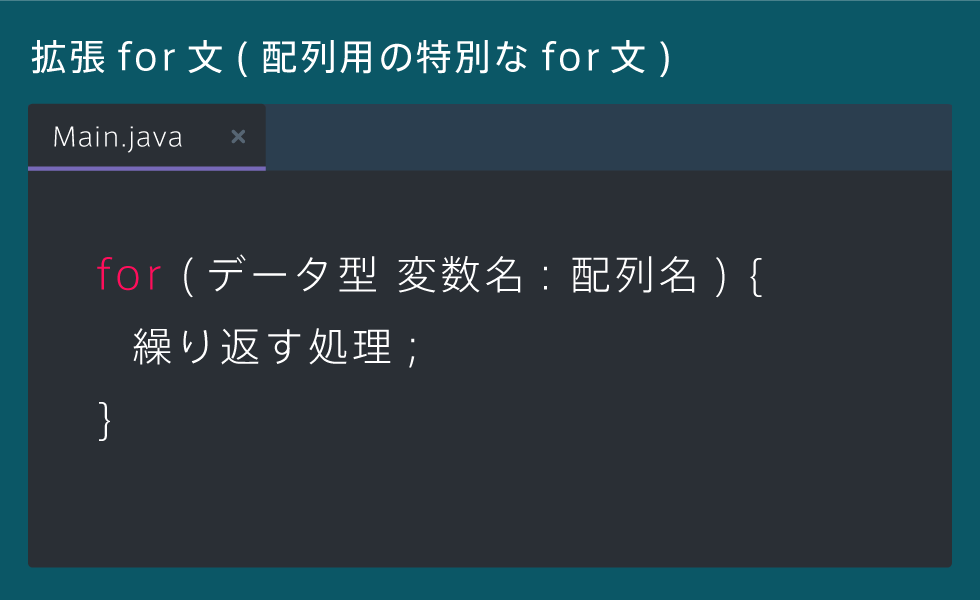 拡張 for 文 ( 配列用の特別な for 文 )
Main.java ×
for ( データ型 変数名 : 配列名 ) {
繰り返す処理 ;
}